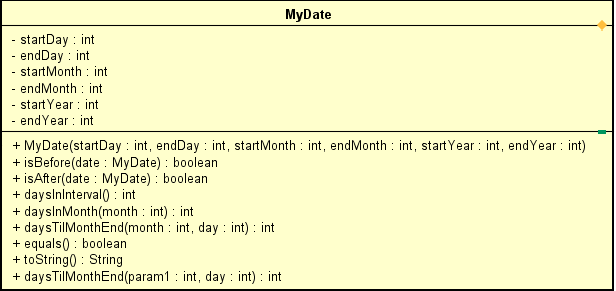 MyDate
- startDay : int
- endDay : int
- startMonth : int
- endMonth : int
- startYear : int
- endYear : int
+ MyDate(startDay : int, endDay : int, startMonth : int, endMonth : int, startYear : int, endYear : int)
+ isBefore(date : MyDate) : boolean
+ isAfter(date : MyDate) : boolean
+ daysInInterval() : int
+ daysInMonth(month : int) : int
+ daysTilMonthEnd(month : int, day : int) : int
+ equals() : boolean
+ toString() : String
+ daysTilMonthEnd(param1 : int, day : int) : int